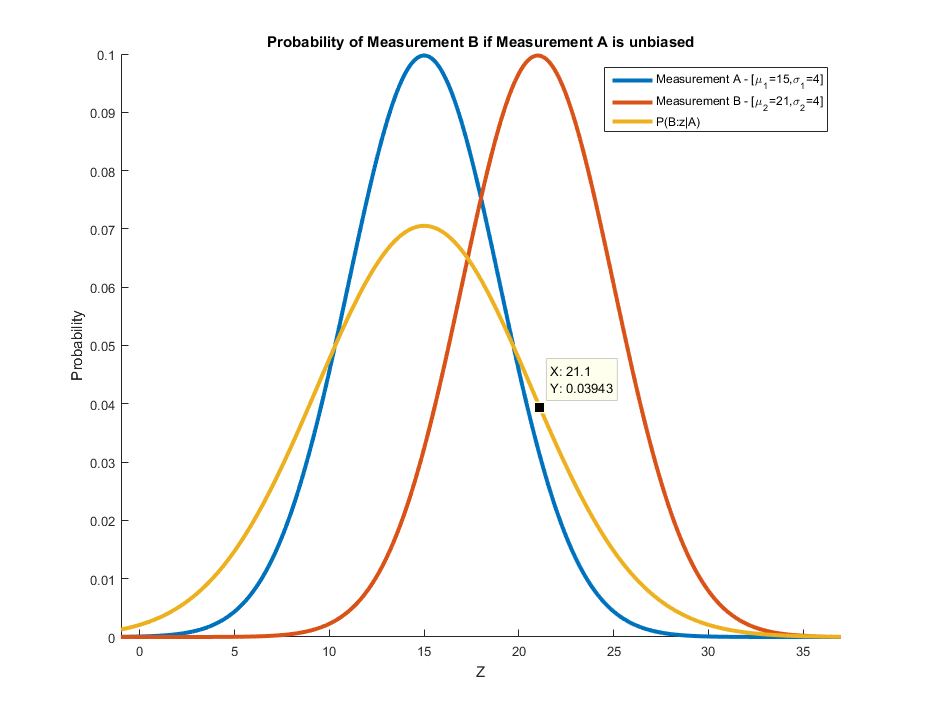 Probability of Measurement B if Measurement A is unbiased
0.1
0.09
0.08
0.07
0.06
0.05
0.04
0.03
0.02
0.01
0
Probability
Measurement A - [μ₁=15,σ₁=4]
Measurement B - [μ₂=21,σ₂=4]
P(B:z|A)
X: 21.1
Y: 0.03943
0 5 10 15 20 25 30 35
Z